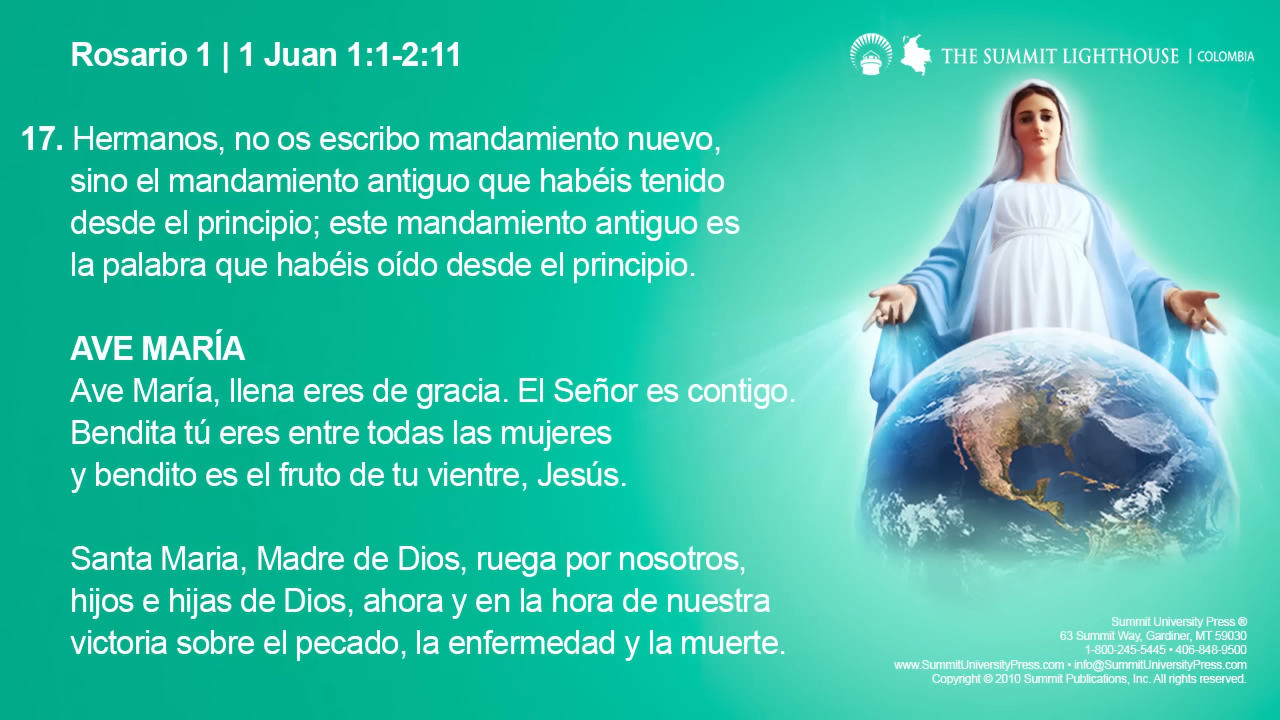 Rosario 1 | 1 Juan 1:1-2:11
THE SUMMIT LIGHTHOUSE | COLOMBIA
17. Hermanos, no os escribo mandamiento nuevo,
sino el mandamiento antiguo que habéis tenido
desde el principio; este mandamiento antiguo es
la palabra que habéis oído desde el principio.
AVE MARÍA
Ave María, llena eres de gracia. El Señor es contigo.
Bendita tú eres entre todas las mujeres
y bendito es el fruto de tu vientre, Jesús.
Santa Maria, Madre de Dios, ruega por nosotros,
hijos e hijas de Dios, ahora y en la hora de nuestra
victoria sobre el pecado, la enfermedad y la muerte.
Summit University Press ®
63 Summit Way, Gardiner, MT 59030
1-800-245-5445 • 406-848-9500
www.SummitUniversityPress.com • info@SummitUniversityPress.com
Copyright © 2010 Summit Publications, Inc. All rights reserved.